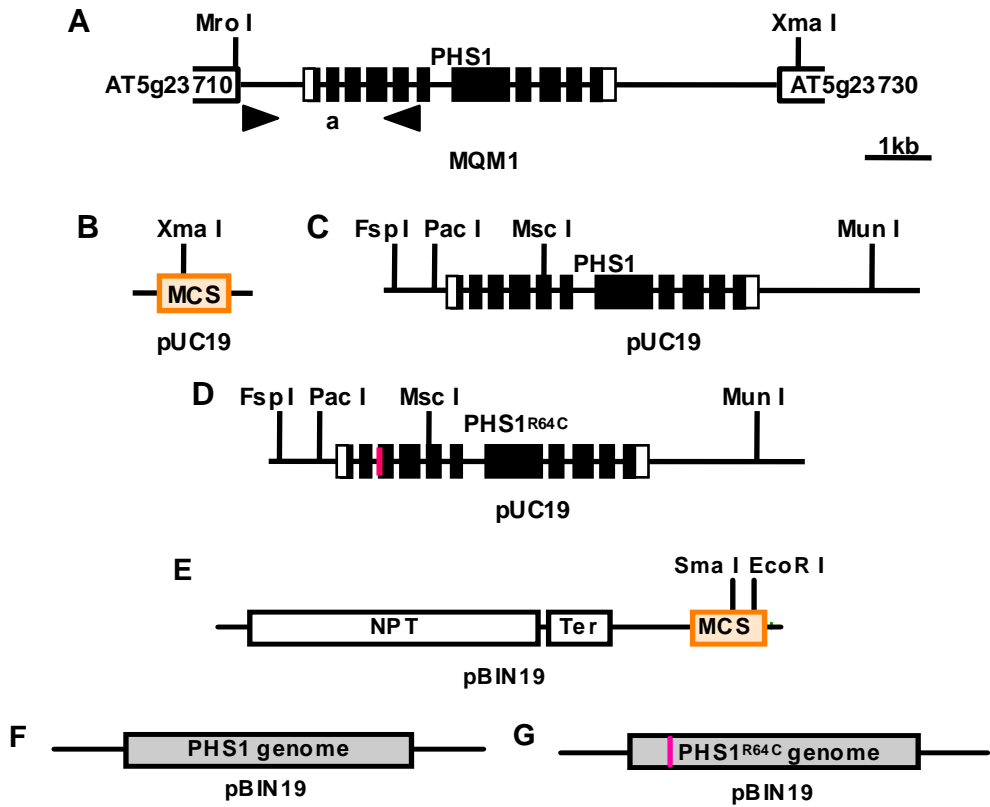 A
Mro I
Xma I
PHS1
AT5g23710
AT5g23730
a
MQM1
1kb
B
Xma I
MCS
pUC19
C
Fsp I
Pac I
Msc I
Mun I
PHS1
pUC19
D
Fsp I
Pac I
Msc I
Mun I
PHS1R64C
pUC19
E
Sma I
EcoR I
NPT
Ter
MCS
pBIN19
F
PHS1 genome
pBIN19
G
PHS1R64C genome
pBIN19